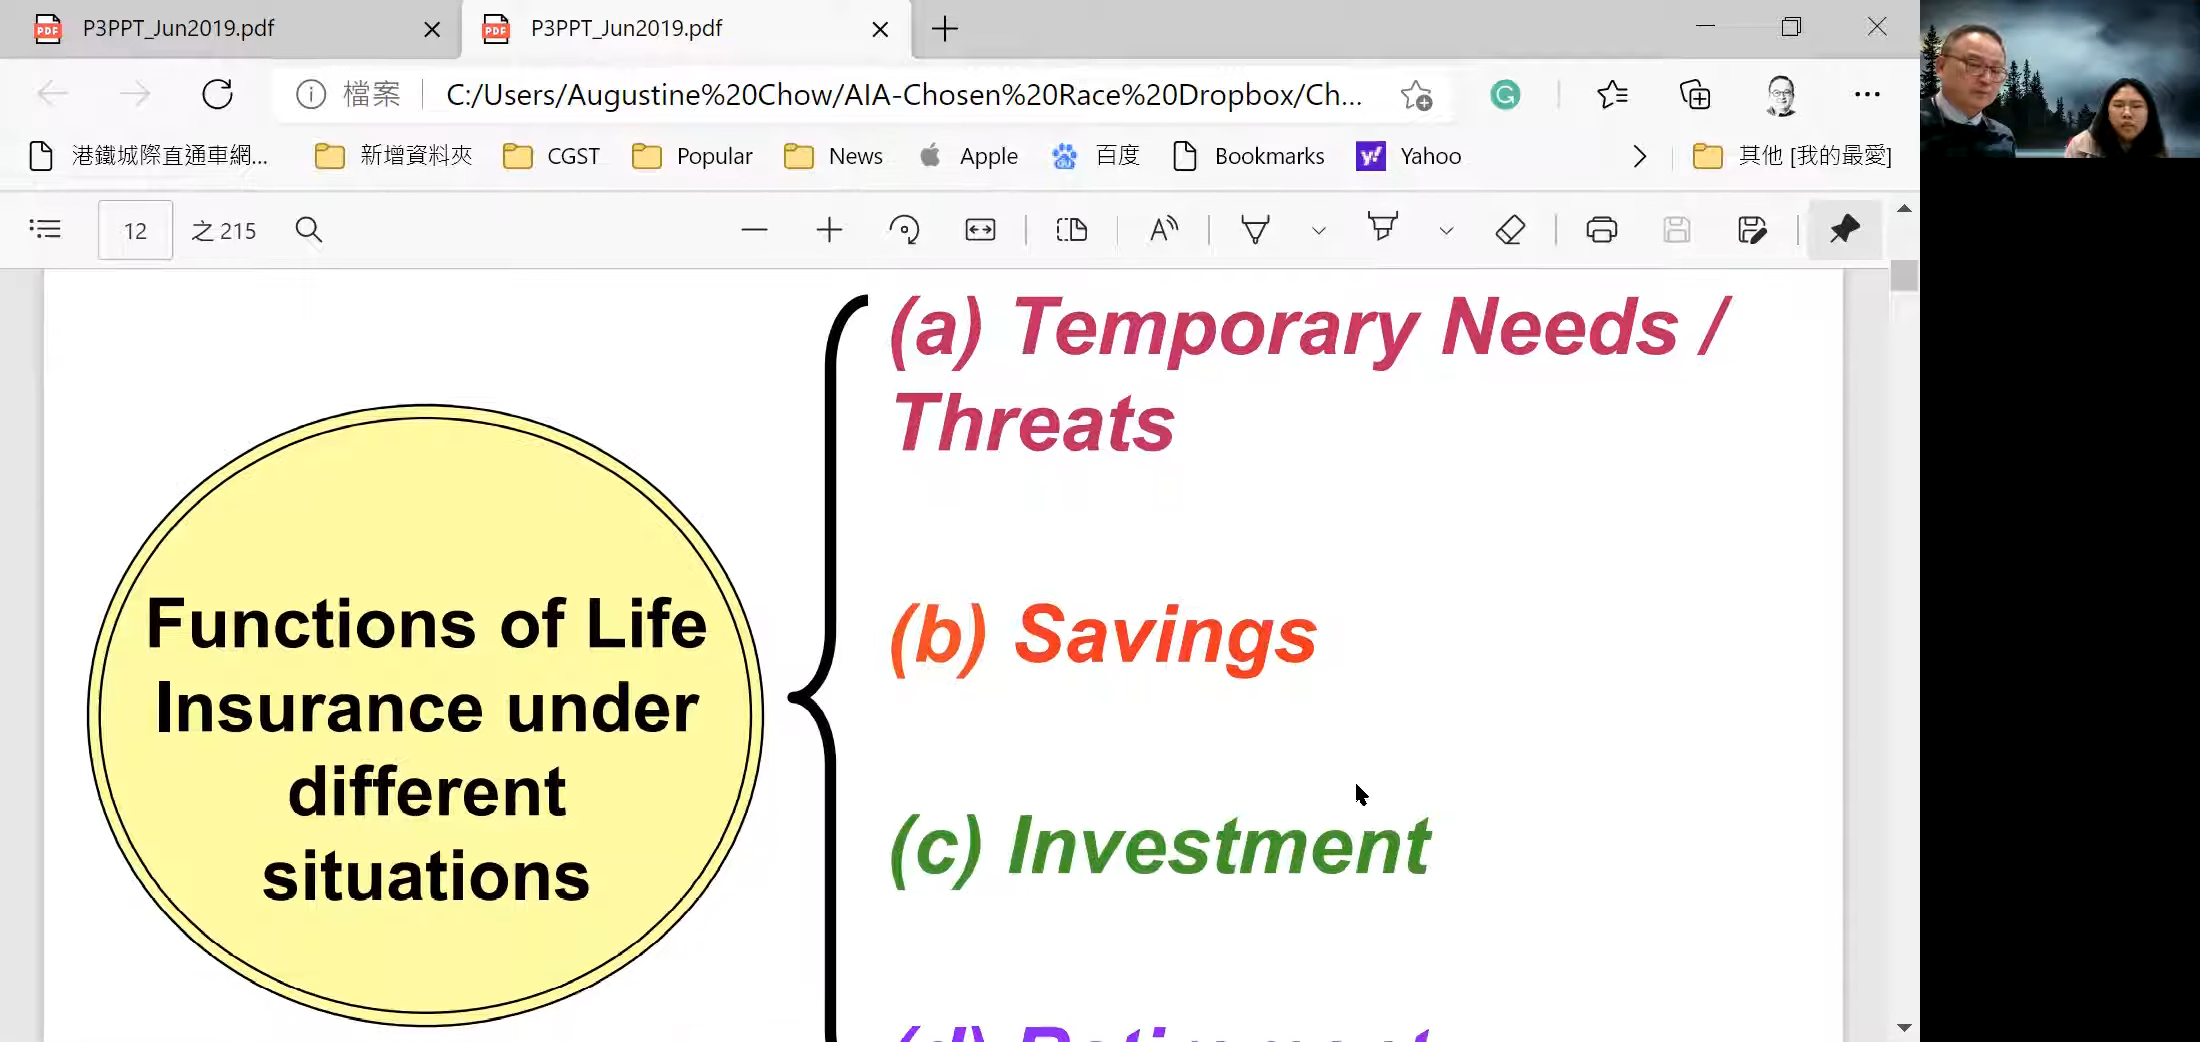 P3PPT_Jun2019.pdf
P3PPT_Jun2019.pdf
檔案 C:/Users/Augustine%20Chow/AIA-Chosen%20Race%20Dropbox/Ch...
港鐵城際直通車網... 新增資料夾 CGST Popular News Apple 百度 Bookmarks Yahoo 其他 [我的最愛]
12 之 215
(a) Temporary Needs /
Threats
(b) Savings
(c) Investment
(d) Retirement
Functions of Life
Insurance under
different
situations